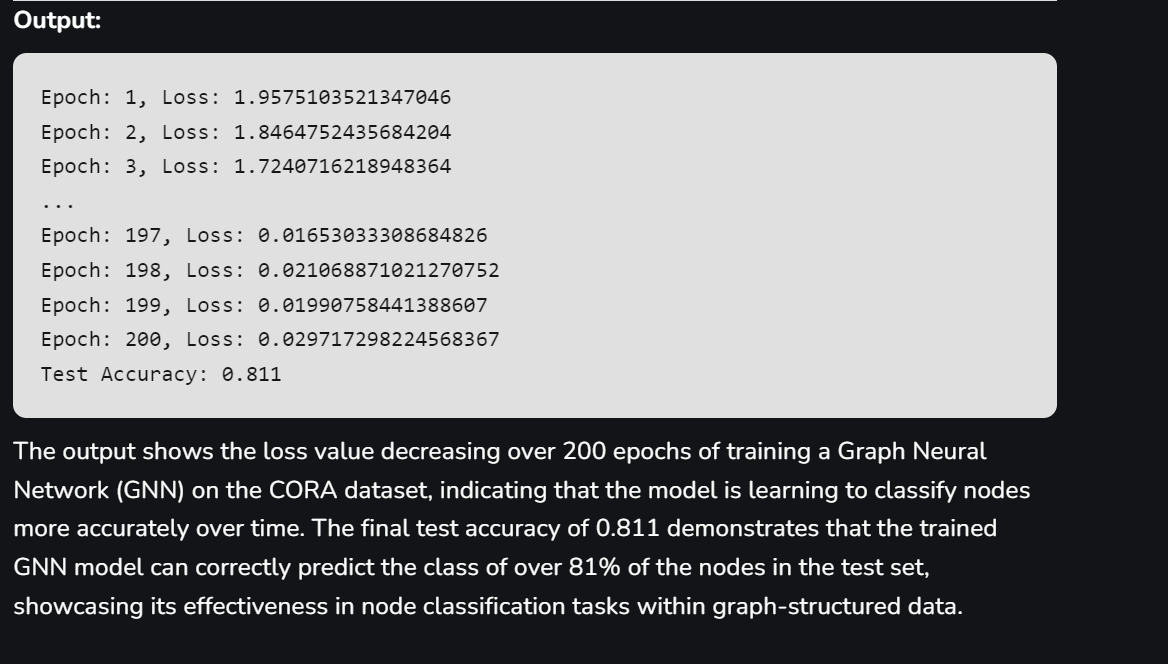 Output:
Epoch: 1, Loss: 1.9575103521347046
Epoch: 2, Loss: 1.8464752435684204
Epoch: 3, Loss: 1.7240716218948364
...
Epoch: 197, Loss: 0.01653033308684826
Epoch: 198, Loss: 0.021068871021270752
Epoch: 199, Loss: 0.01990758441388607
Epoch: 200, Loss: 0.029717298224568367
Test Accuracy: 0.811
The output shows the loss value decreasing over 200 epochs of training a Graph Neural
Network (GNN) on the CORA dataset, indicating that the model is learning to classify nodes
more accurately over time. The final test accuracy of 0.811 demonstrates that the trained
GNN model can correctly predict the class of over 81% of the nodes in the test set,
showcasing its effectiveness in node classification tasks within graph-structured data.